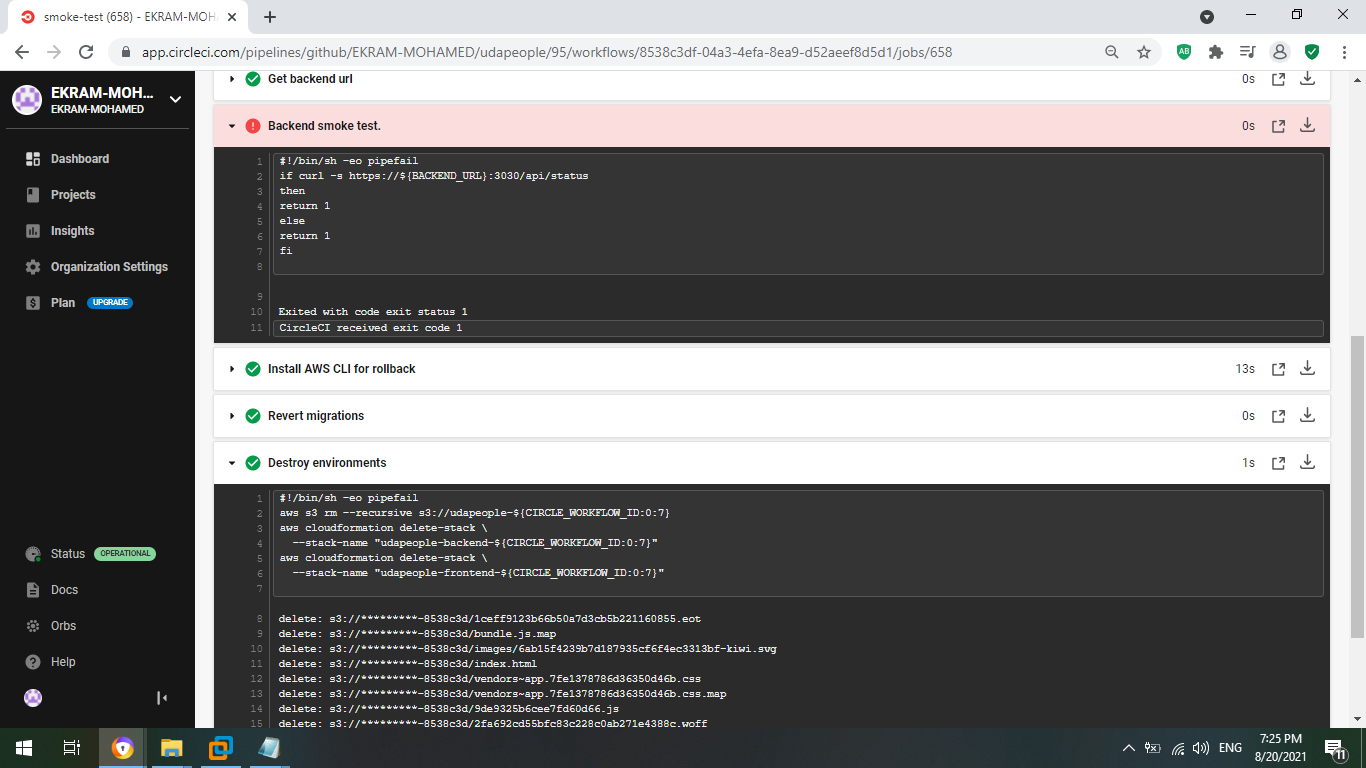 smoke-test (658) - EKRAM-MOH
app.circleci.com/pipelines/github/EKRAM-MOHAMED/udapeople/95/workflows/8538c3df-04a3-4efa-8ea9-d52aeef8d5d1/jobs/658
AB
EKRAM-MOH...
EKRAM-MOHAMED
Dashboard
Projects
Insights
Organization Settings
Plan UPGRADE
Status OPERATIONAL
Docs
Orbs
Help
Get backend url 0s
Backend smoke test. 0s
1 #!/bin/sh -eo pipefail
2 if curl -s https://${BACKEND_URL}:3030/api/status
3 then
4 return 1
5 else
6 return 1
7 fi
8
9
10 Exited with code exit status 1
11 CircleCI received exit code 1
Install AWS CLI for rollback 13s
Revert migrations 0s
Destroy environments 1s
1 #!/bin/sh -eo pipefail
2 aws s3 rm --recursive s3://udapeople-${CIRCLE_WORKFLOW_ID:0:7}
3 aws cloudformation delete-stack \
4 --stack-name "udapeople-backend-${CIRCLE_WORKFLOW_ID:0:7}"
5 aws cloudformation delete-stack \
6 --stack-name "udapeople-frontend-${CIRCLE_WORKFLOW_ID:0:7}"
7
8 delete: s3://*********-8538c3d/1ceff9123b66b50a7d3cb5b221160855.eot
9 delete: s3://*********-8538c3d/bundle.js.map
10 delete: s3://*********-8538c3d/images/6ab15f4239b7d187935cf6f4ec3313bf-kiwi.svg
11 delete: s3://*********-8538c3d/index.html
12 delete: s3://*********-8538c3d/vendors~app.7fe1378786d36350d46b.css
13 delete: s3://*********-8538c3d/vendors~app.7fe1378786d36350d46b.css.map
14 delete: s3://*********-8538c3d/9de9325b6cee7fd60d66.js
15 delete: s3://*********-8538c3d/2fa692cd55bfc83c228c0ab271e4388c.woff
ENG
7:25 PM
8/20/2021
11